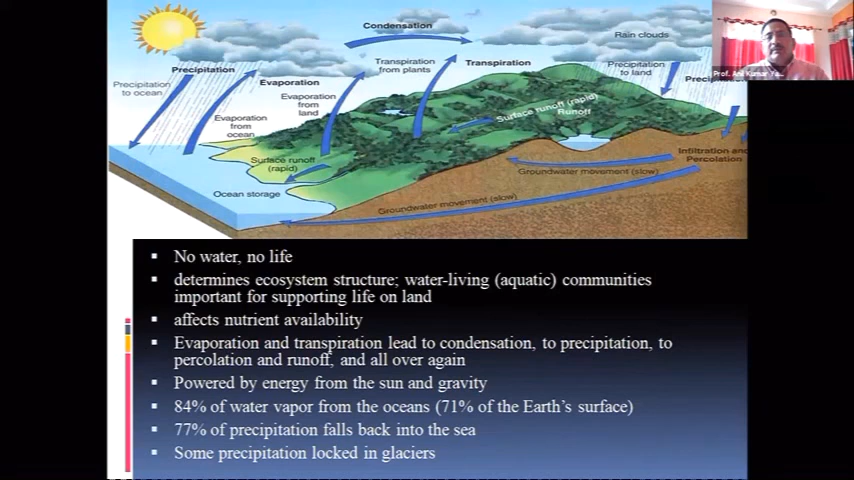 Condensation
Rain clouds
Precipitation
Transpiration
from plants
Transpiration
Precipitation
to land
Precipitation
to ocean
Evaporation
Evaporation
from land
Evaporation
from ocean
Surface runoff (rapid)
Runoff
Surface runoff
(rapid)
Infiltration and
Percolation
Groundwater movement (slow)
Ocean storage
Groundwater movement (slow)
Prof. Anil Kumar
No water, no life
determines ecosystem structure; water-living (aquatic) communities
important for supporting life on land
affects nutrient availability
Evaporation and transpiration lead to condensation, to precipitation, to
percolation and runoff, and all over again
Powered by energy from the sun and gravity
84% of water vapor from the oceans (71% of the Earth's surface)
77% of precipitation falls back into the sea
Some precipitation locked in glaciers